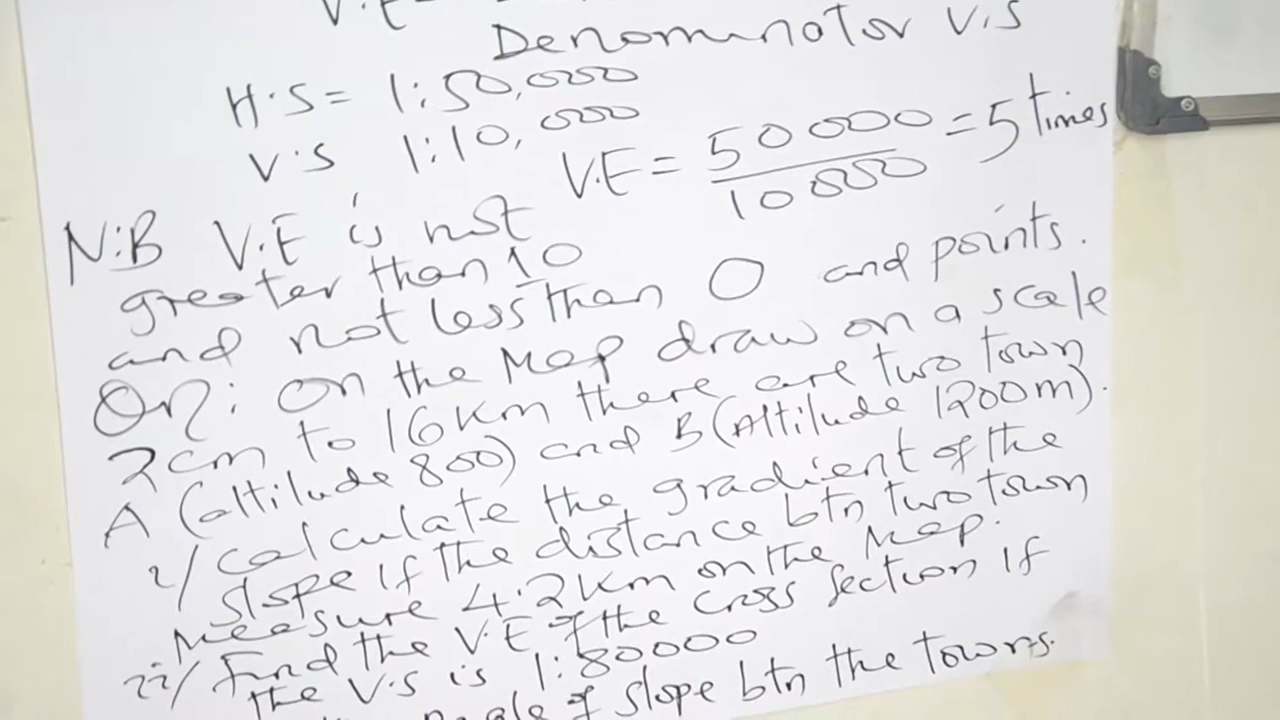 V.E =
Denominator V.S
H.S = 1:50,000
V.S 1:10,000
V.E = 50000/10000 = 5 times
N:B V.E is not
greater than 10
and not less than 0 and points.
Qn: On the Map draw on a scale
2cm to 16km there are two town
A (altitude 800) and B (Altitude 1200m).
i/ calculate the gradient of the
slope if the distance btn two town
Measure 4.2km on the Map.
ii/ Find the V.E of the cross section if
the V.S is 1:80000
of slope btn the towns.